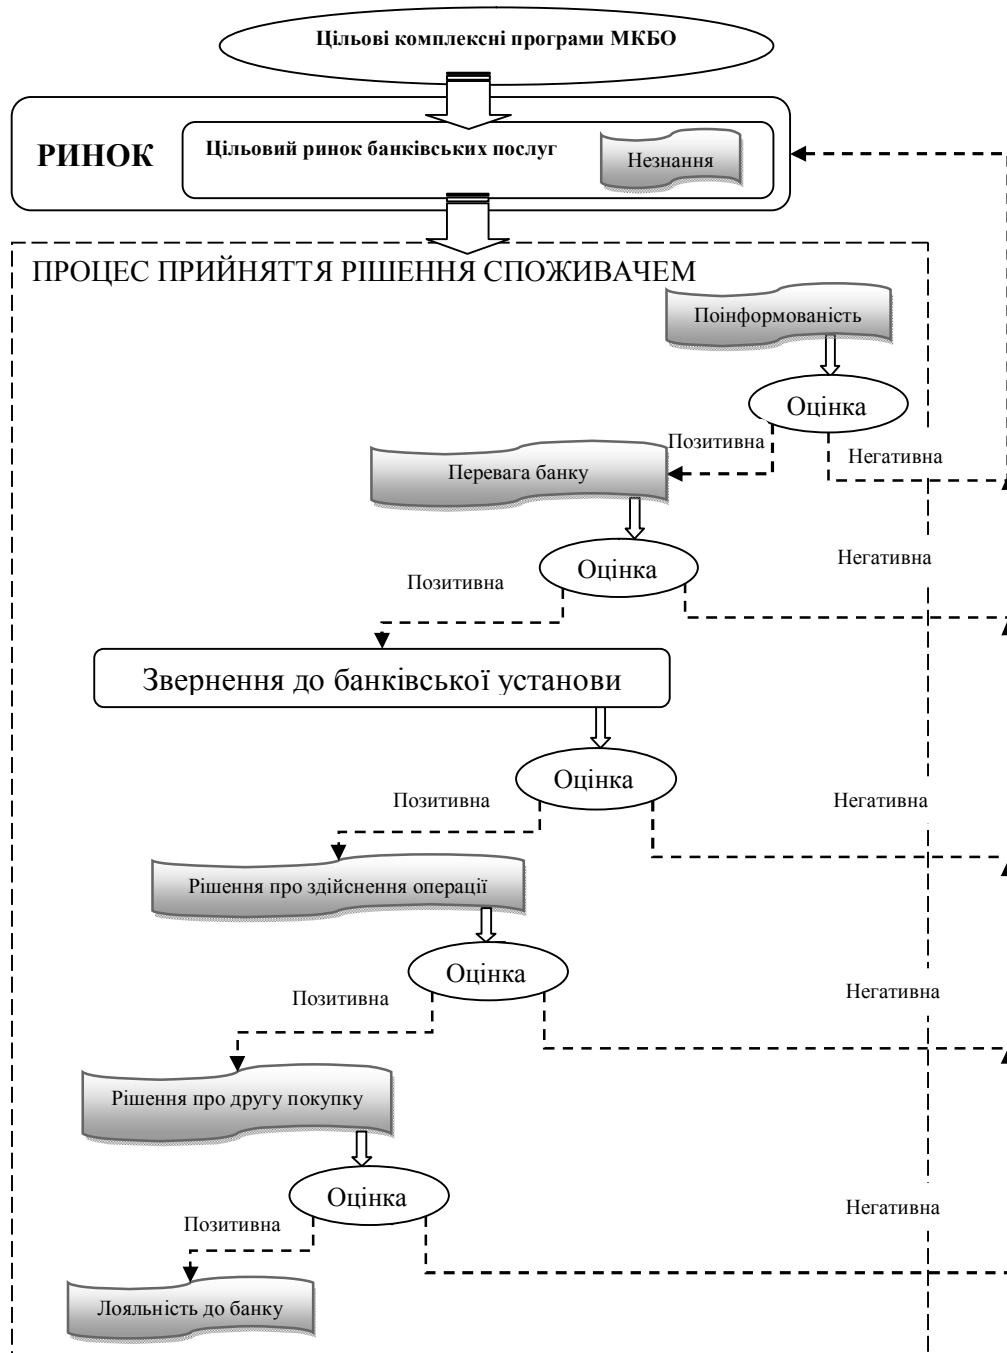 Цільові комплексні програми МКБО
РИНОК
Цільовий ринок банківських послуг
Незнання
ПРОЦЕС ПРИЙНЯТТЯ РІШЕННЯ СПОЖИВАЧЕМ
Поінформованість
Оцінка
Позитивна
Негативна
Перевага банку
Оцінка
Негативна
Позитивна
Звернення до банківської установи
Оцінка
Позитивна
Негативна
Рішення про здійснення операції
Оцінка
Позитивна
Негативна
Рішення про другу покупку
Оцінка
Позитивна
Негативна
Лояльність до банку